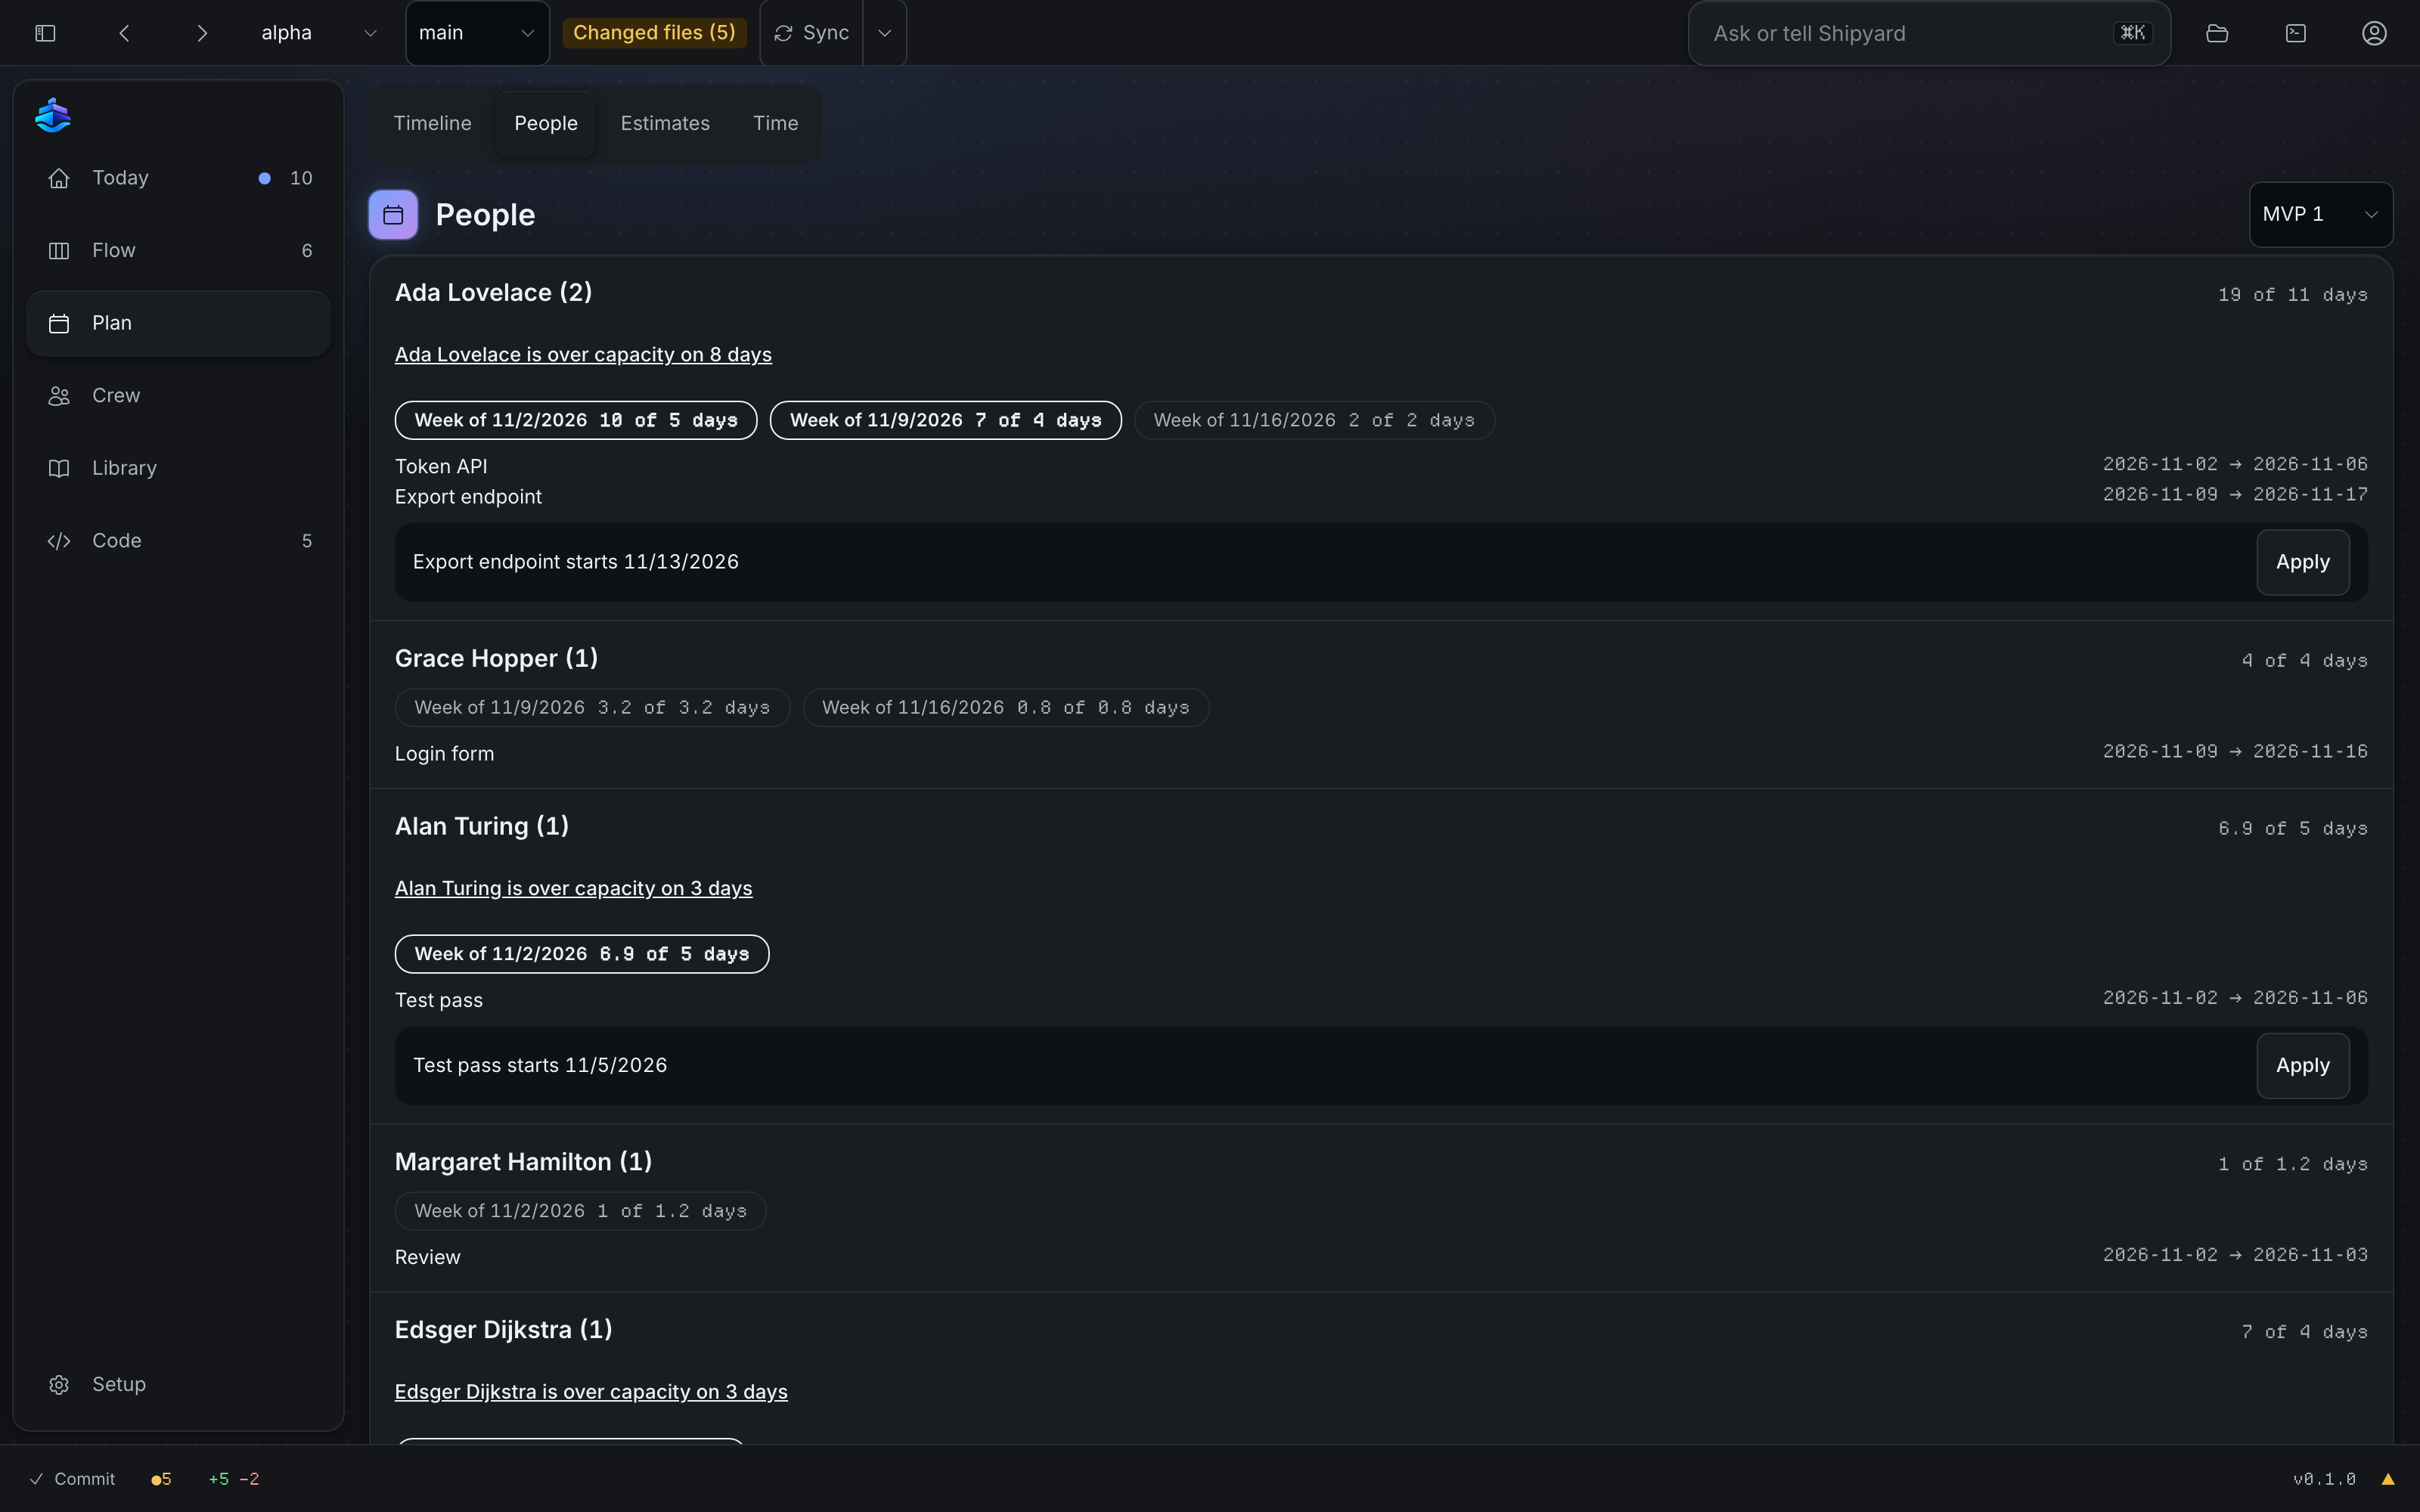 alpha
main
Changed files (5)
Sync
Ask or tell Shipyard
⌘K
Today 10
Flow 6
Plan
Crew
Library
Code 5
Setup
Timeline People Estimates Time
People
MVP 1
Ada Lovelace (2)
19 of 11 days
Ada Lovelace is over capacity on 8 days
Week of 11/2/2026 10 of 5 days
Week of 11/9/2026 7 of 4 days
Week of 11/16/2026 2 of 2 days
Token API 2026-11-02 → 2026-11-06
Export endpoint 2026-11-09 → 2026-11-17
Export endpoint starts 11/13/2026
Apply
Grace Hopper (1)
4 of 4 days
Week of 11/9/2026 3.2 of 3.2 days
Week of 11/16/2026 0.8 of 0.8 days
Login form 2026-11-09 → 2026-11-16
Alan Turing (1)
6.9 of 5 days
Alan Turing is over capacity on 3 days
Week of 11/2/2026 6.9 of 5 days
Test pass 2026-11-02 → 2026-11-06
Test pass starts 11/5/2026
Apply
Margaret Hamilton (1)
1 of 1.2 days
Week of 11/2/2026 1 of 1.2 days
Review 2026-11-02 → 2026-11-03
Edsger Dijkstra (1)
7 of 4 days
Edsger Dijkstra is over capacity on 3 days
Commit
5
+5 -2
v0.1.0